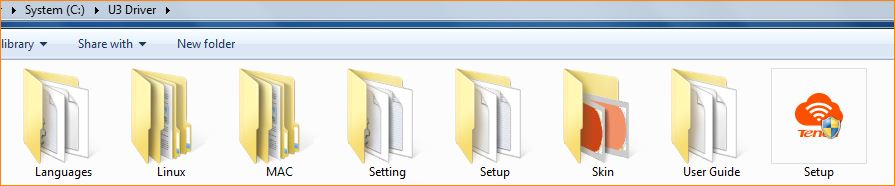 System (C:) U3 Driver
library Share with New folder
Languages Linux MAC Setting Setup Skin User Guide Setup